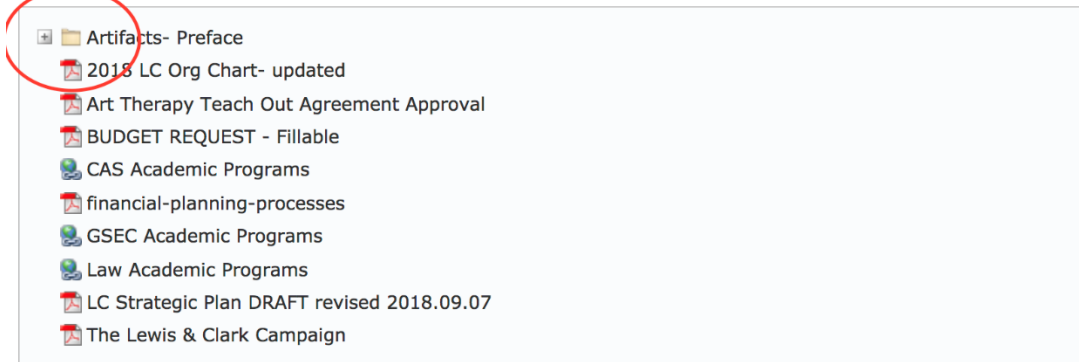 Artifacts- Preface
2018 LC Org Chart- updated
Art Therapy Teach Out Agreement Approval
BUDGET REQUEST - Fillable
CAS Academic Programs
financial-planning-processes
GSEC Academic Programs
Law Academic Programs
LC Strategic Plan DRAFT revised 2018.09.07
The Lewis & Clark Campaign